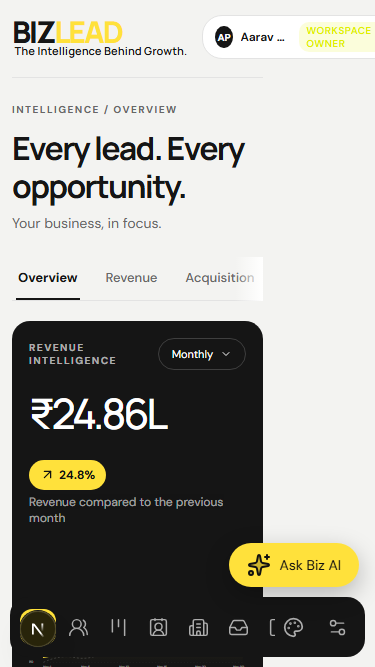 BIZLEAD
The Intelligence Behind Growth.
AP Aarav ... WORKSPACE
OWNER
INTELLIGENCE / OVERVIEW
Every lead. Every
opportunity.
Your business, in focus.
Overview Revenue Acquisition
REVENUE
INTELLIGENCE
Monthly
₹24.86L
24.8%
Revenue compared to the previous
month
Ask Biz AI
N